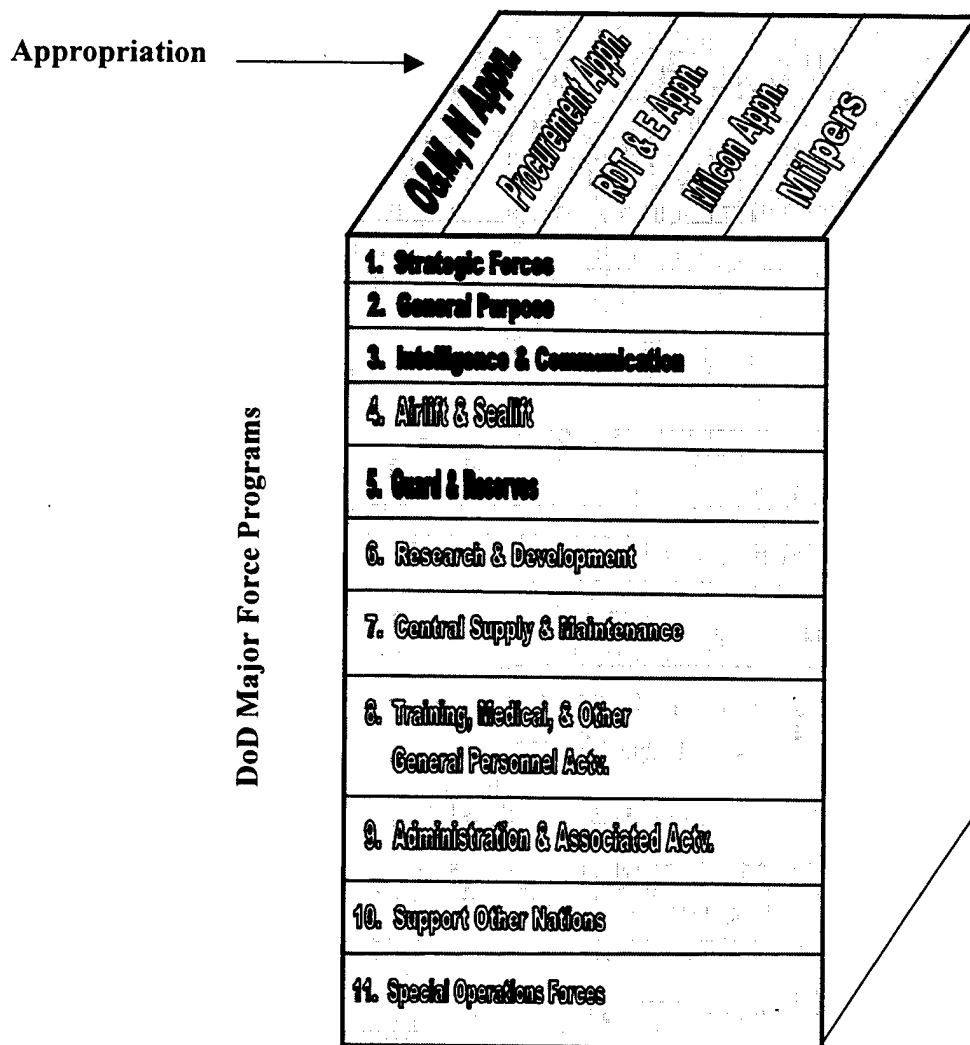 Appropriation
O&M, N Appn.
Procurement Appn.
RDT & E Appn.
Milcon Appn.
Milpers
DoD Major Force Programs
1. Strategic Forces
2. General Purpose
3. Intelligence & Communication
4. Airlift & Sealift
5. Guard & Reserves
6. Research & Development
7. Central Supply & Maintenance
8. Training, Medical, & Other
General Personnel Actv.
9. Administration & Associated Actv.
10. Support Other Nations
11. Special Operations Forces